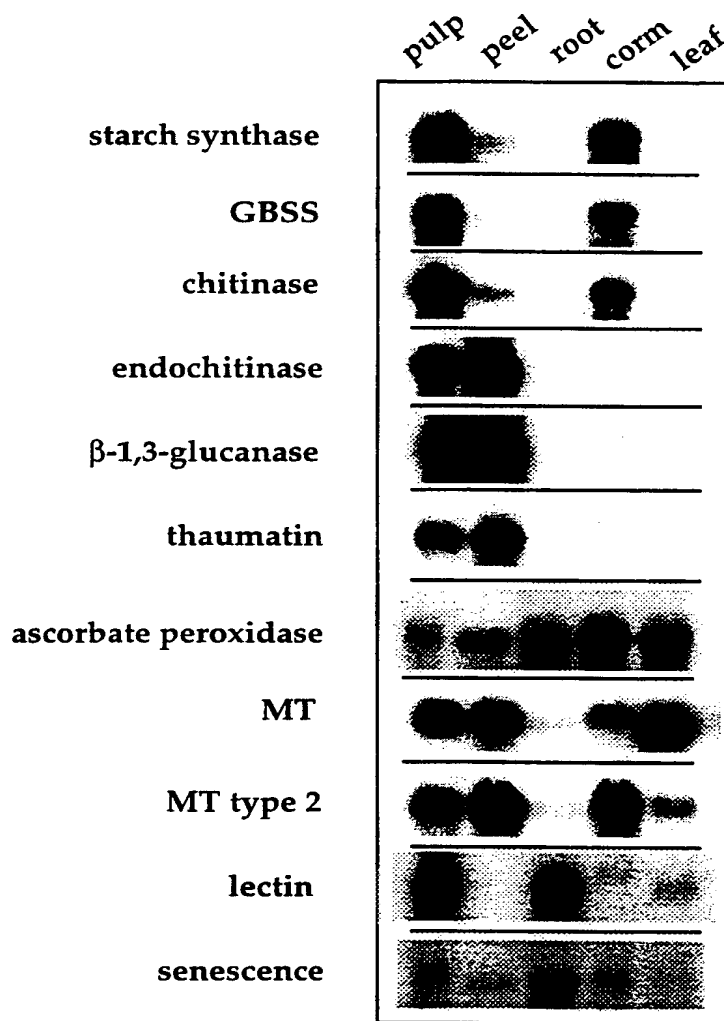 pulp peel root corm leaf
starch synthase
GBSS
chitinase
endochitinase
β-1,3-glucanase
thaumatin
ascorbate peroxidase
MT
MT type 2
lectin
senescence